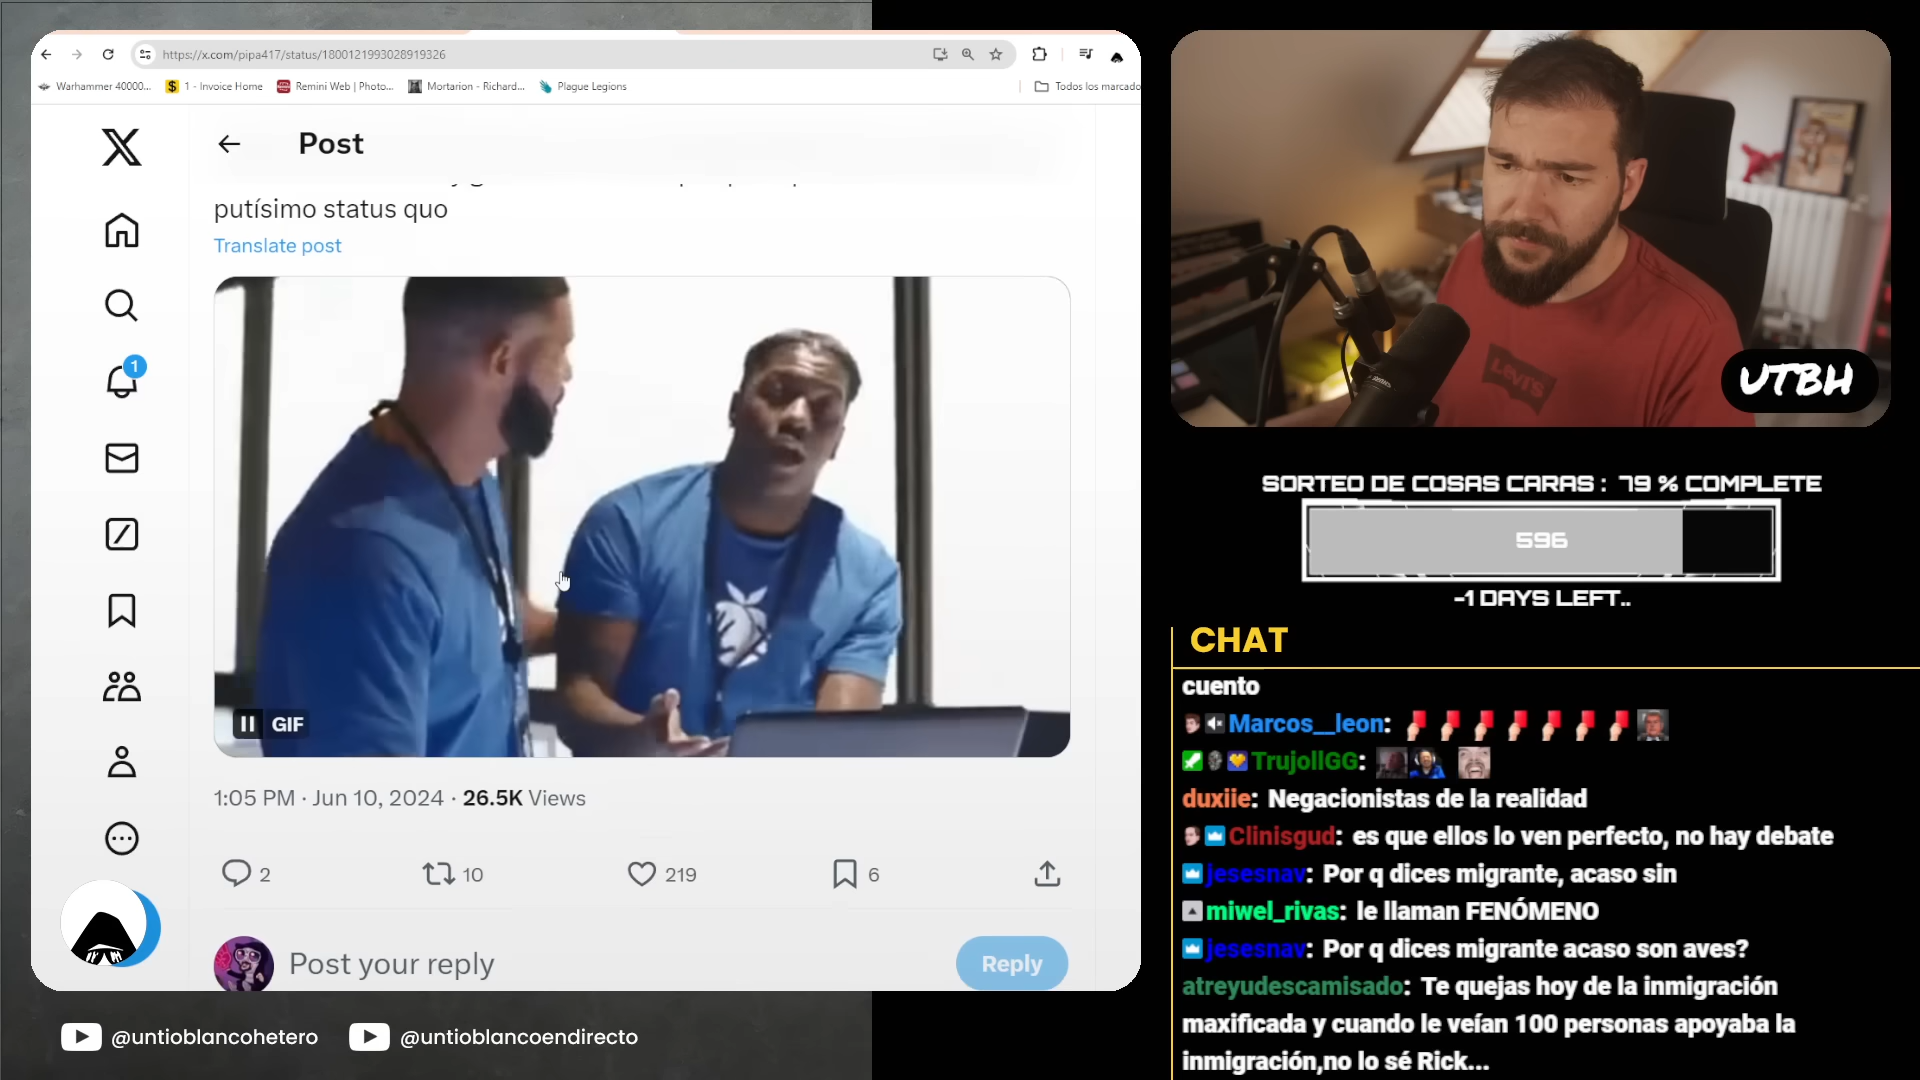 https://x.com/pipa417/status/1800121993028919326
Warhammer 40000...
1 - Invoice Home
Remini Web | Photo...
Mortarion - Richard...
Plague Legions
Todos los marcado
Post
putísimo status quo
Translate post
GIF
1:05 PM · Jun 10, 2024 · 26.5K Views
2
10
219
6
1
Post your reply
Reply
@untioblancohetero
@untioblancoendirecto
Levi's
UTBH
SORTEO DE COSAS CARAS : 79 % COMPLETE
596
-1 DAYS LEFT..
CHAT
cuento
Marcos__leon:
TrujollGG:
duxiie: Negacionistas de la realidad
Clinisgud: es que ellos lo ven perfecto, no hay debate
jesesnav: Por q dices migrante, acaso sin
miwel_rivas: le llaman FENÓMENO
jesesnav: Por q dices migrante acaso son aves?
atreyudescamisado: Te quejas hoy de la inmigración
maxificada y cuando le veían 100 personas apoyaba la
inmigración,no lo sé Rick...